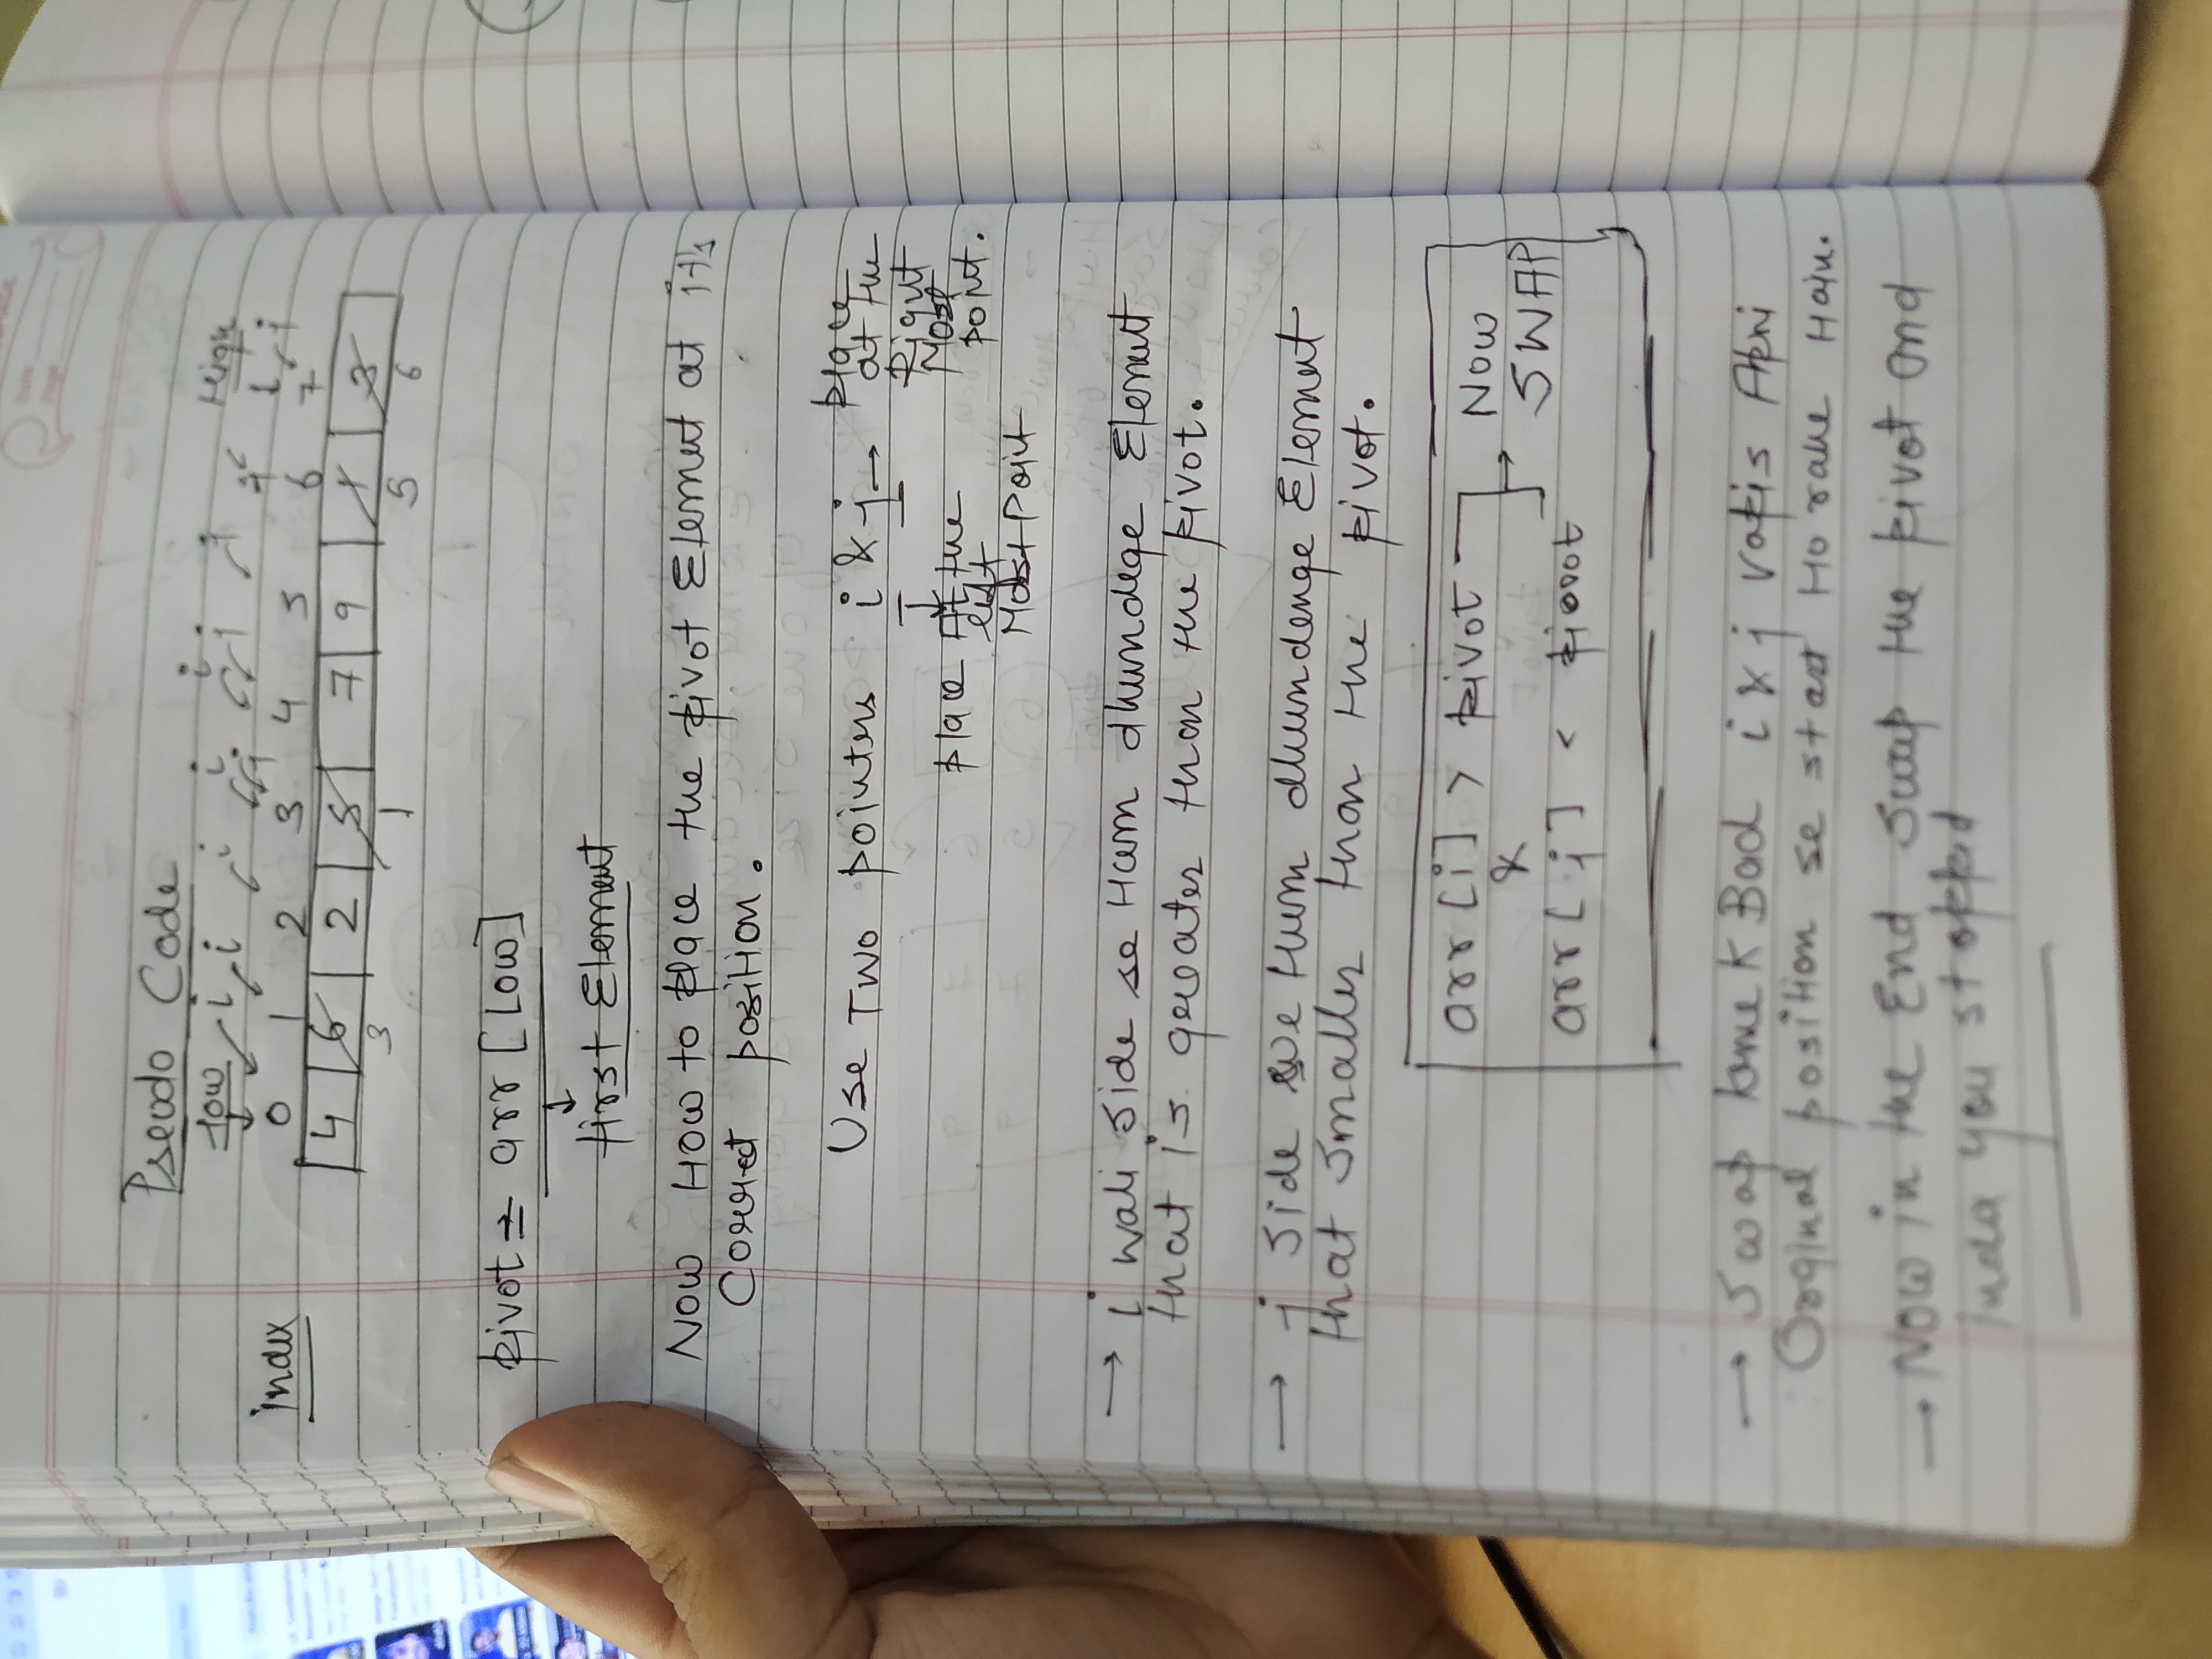 Pseudo Code
low i i i i i j j High
index 0 1 2 3 j 4 5 6 7 j
4 6 2 5 7 9 1 3
3 1 5 6
pivot = arr [Low]
first Element
Now How to place the pivot Element at it's
Correct position.
Use Two pointers i & j → place
at the
Right
Most
point.
place At the
left
Most Point
→ i wali side se Hum dhundege Element
that is greater than the pivot.
→ j side se Hum dhundenge Element
that smaller than the pivot.
arr [i] > pivot
&
arr [j] < pivot
Now
SWAP
→ Swap karne k Bad i & j vapis Apni
Orginal position se start Ho rahe Hain.
→ Now in the End swap the pivot and
you stopped